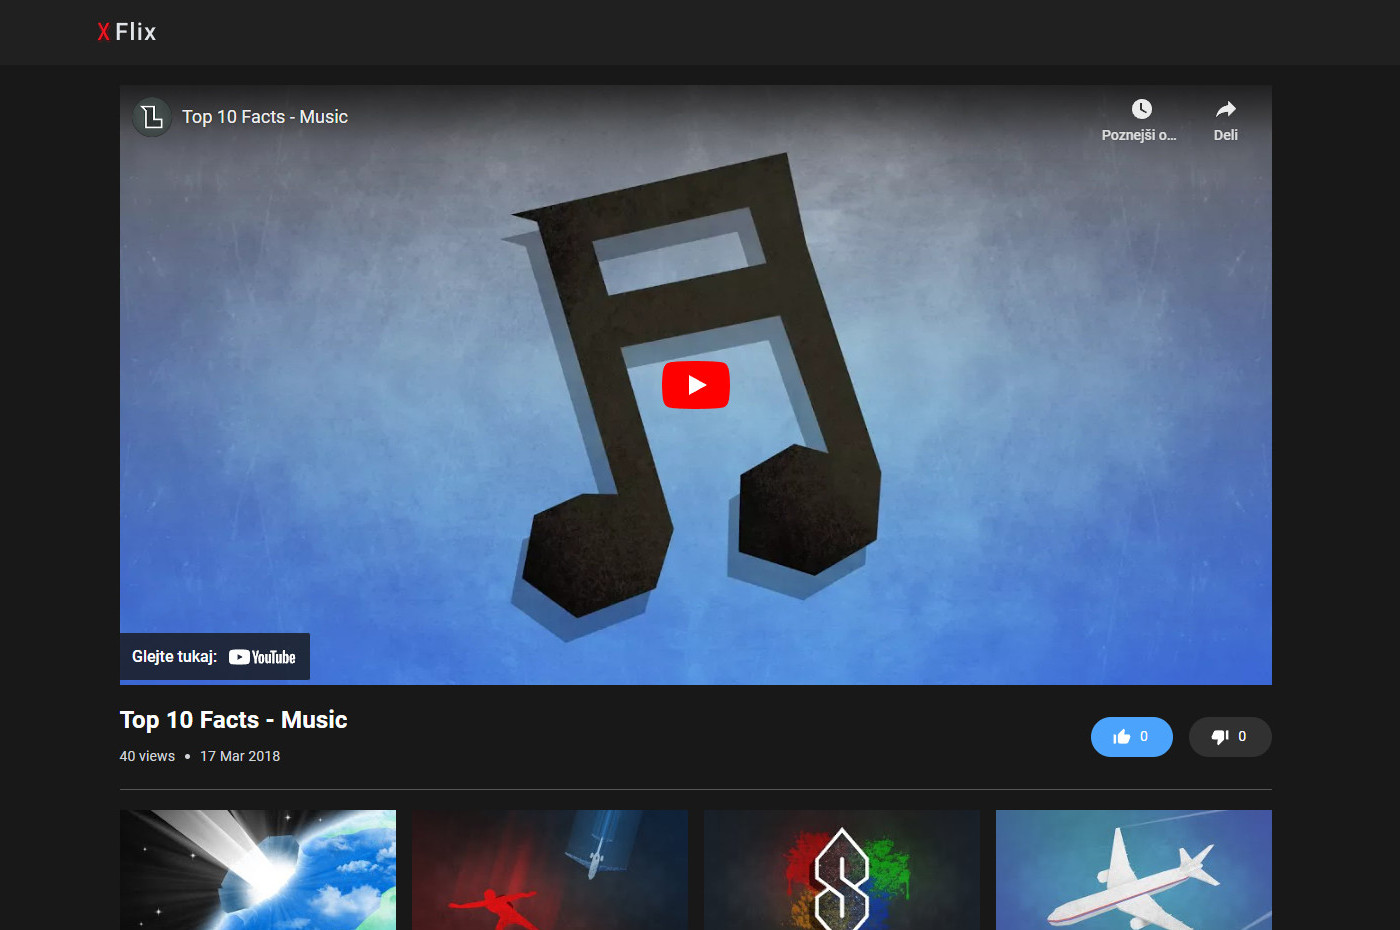 XFlix
Top 10 Facts - Music
Poznejši o...
Deli
Glejte tukaj: YouTube
Top 10 Facts - Music
40 views • 17 Mar 2018
0
0